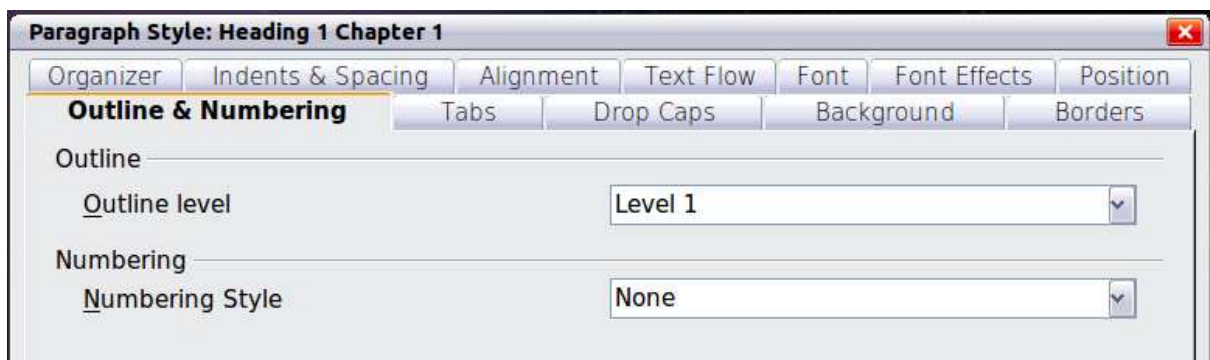 Paragraph Style: Heading 1 Chapter 1
Organizer Indents & Spacing Alignment Text Flow Font Font Effects Position
Outline & Numbering Tabs Drop Caps Background Borders
Outline
Outline level Level 1
Numbering
Numbering Style None